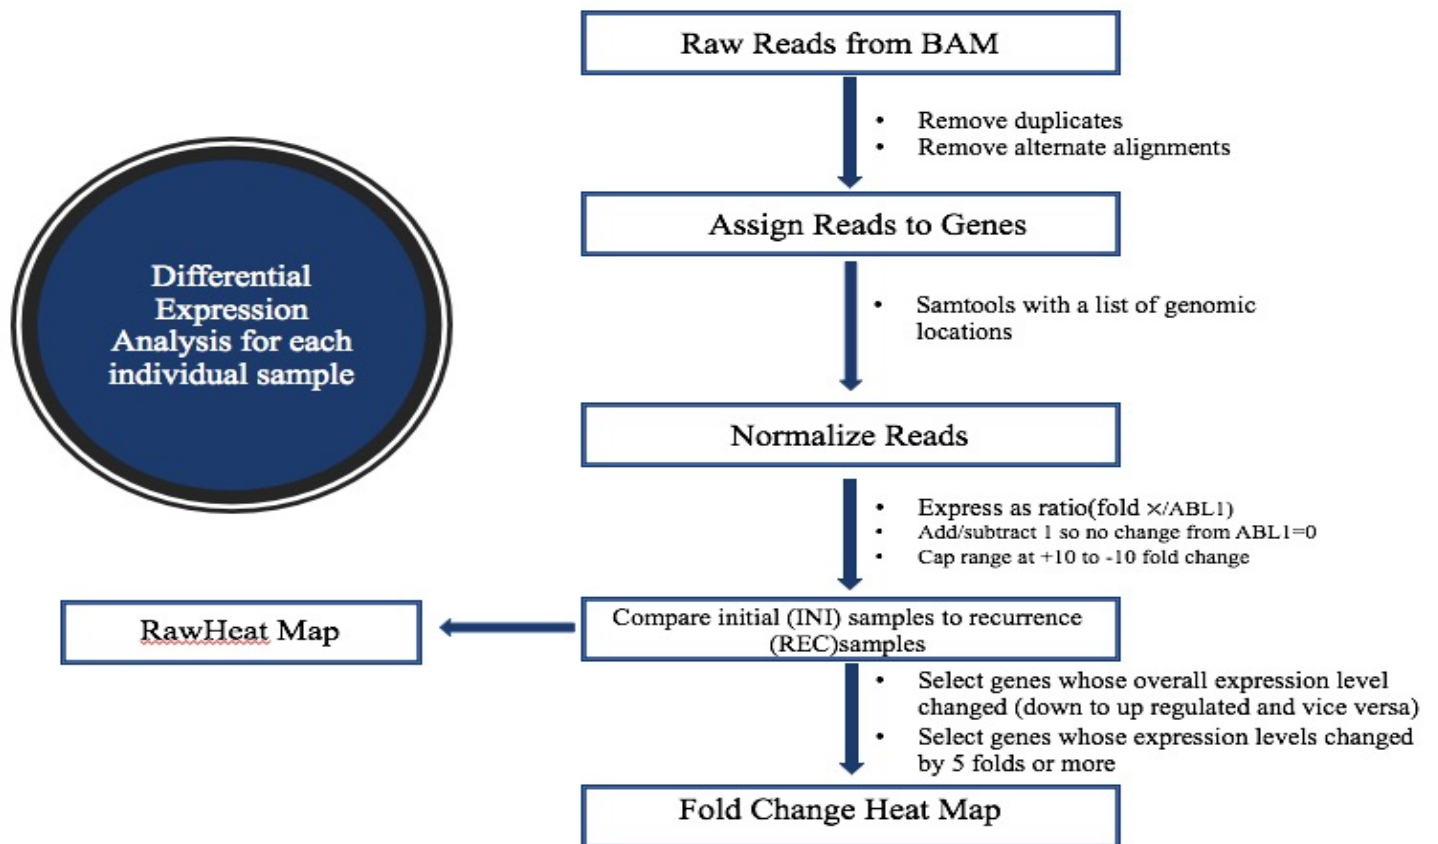 Raw Reads from BAM
• Remove duplicates
• Remove alternate alignments
Assign Reads to Genes
Differential
Expression
Analysis for each
individual sample
• Samtools with a list of genomic
locations
Normalize Reads
• Express as ratio(fold ×/ABL1)
• Add/subtract 1 so no change from ABL1=0
• Cap range at +10 to -10 fold change
Compare initial (INI) samples to recurrence
(REC)samples
RawHeat Map
• Select genes whose overall expression level
changed (down to up regulated and vice versa)
• Select genes whose expression levels changed
by 5 folds or more
Fold Change Heat Map